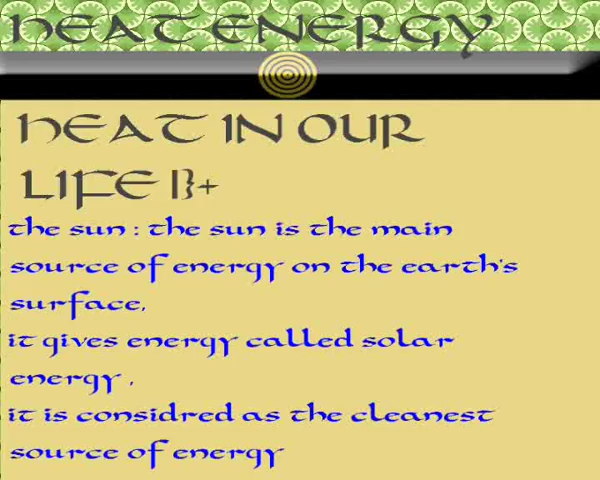 HEAT ENERGY
HEAT IN OUR
LIFE 1}+
the sun : the sun is the main
source of energy on the earth's
surface,
it gives energy called solar
energy ,
it is considred as the cleanest
source of energy